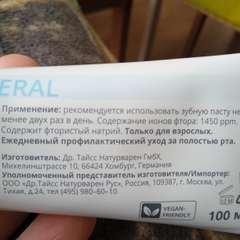 ERAL
Применение: рекомендуется использовать зубную пасту не
менее двух раз в день. Содержание ионов фтора: 1450 ppm.
Содержит фтористый натрий. Только для взрослых.
Ежедневный профилактический уход за полостью рта.
Изготовитель: Др. Тайсс Натурварен ГмбХ,
Михелинштрассе 10, 66424 Хомбург, Германия
Уполномоченный представитель изготовителя/Импортер:
ООО «Др.Тайсс Натурварен Рус», Россия, 109387, г. Москва, ул.
Тихая, д.24, тел (495) 980-60-10
VEGAN-
FRIENDLY
100 м